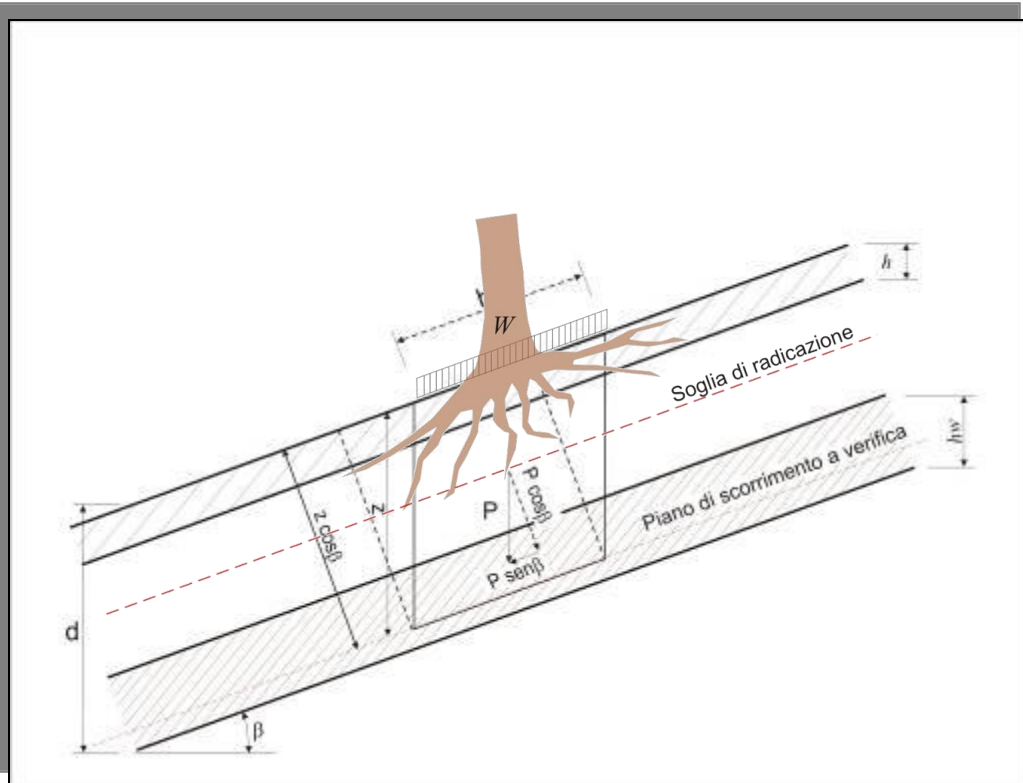 h
W
Soglia di radicazione
hw
Piano di scorrimento a verifica
P cosβ
z
P
z cosβ
P senβ
d
β